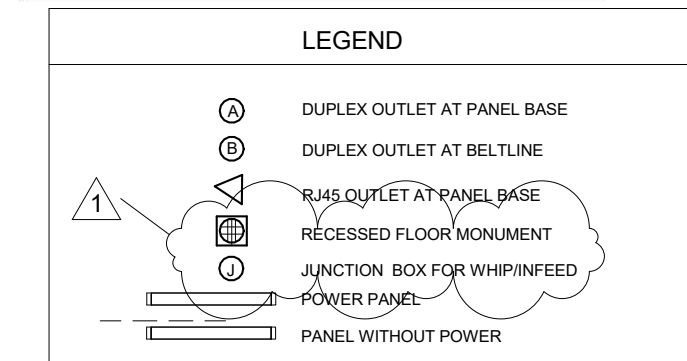 LEGEND
A DUPLEX OUTLET AT PANEL BASE
B DUPLEX OUTLET AT BELTLINE
RJ45 OUTLET AT PANEL BASE
1
RECESSED FLOOR MONUMENT
J JUNCTION BOX FOR WHIP/INFEED
POWER PANEL
PANEL WITHOUT POWER